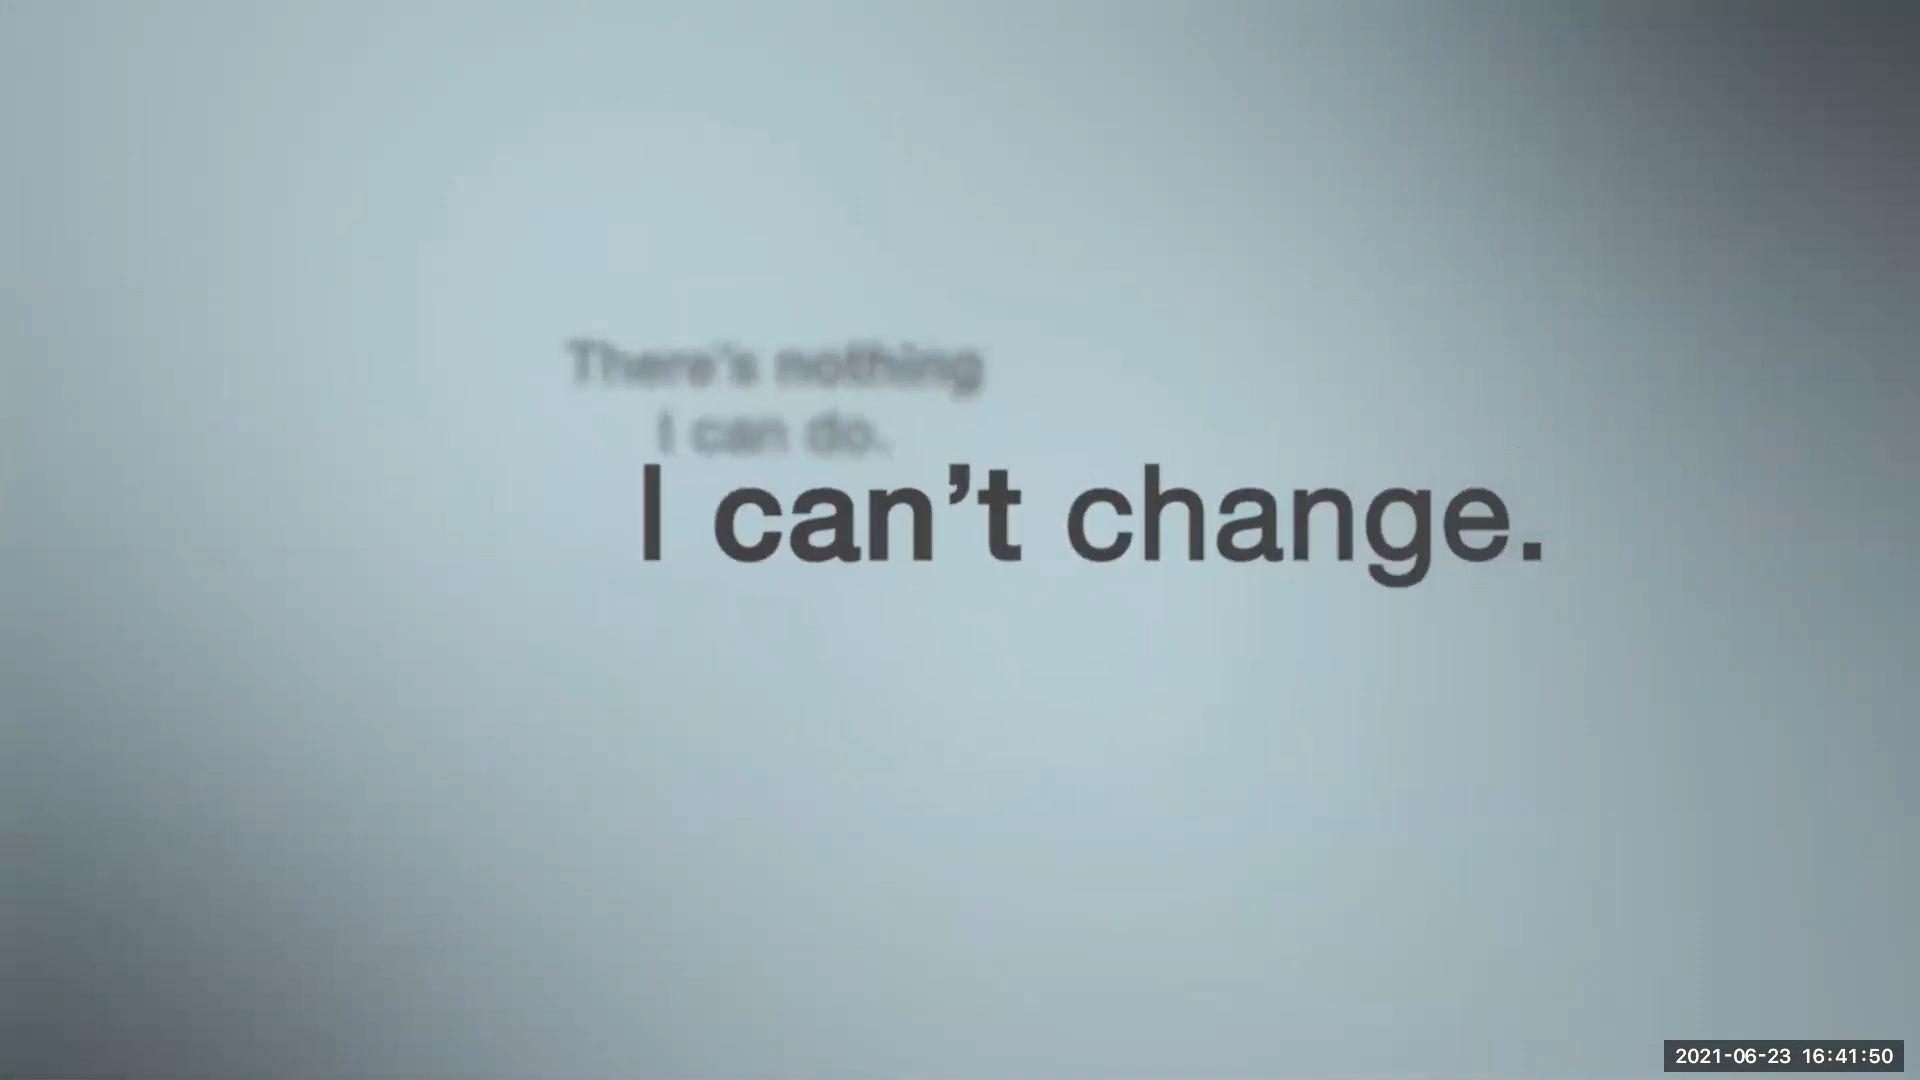 There's nothing
I can do.
I can’t change.
2021-06-23 16:41:50